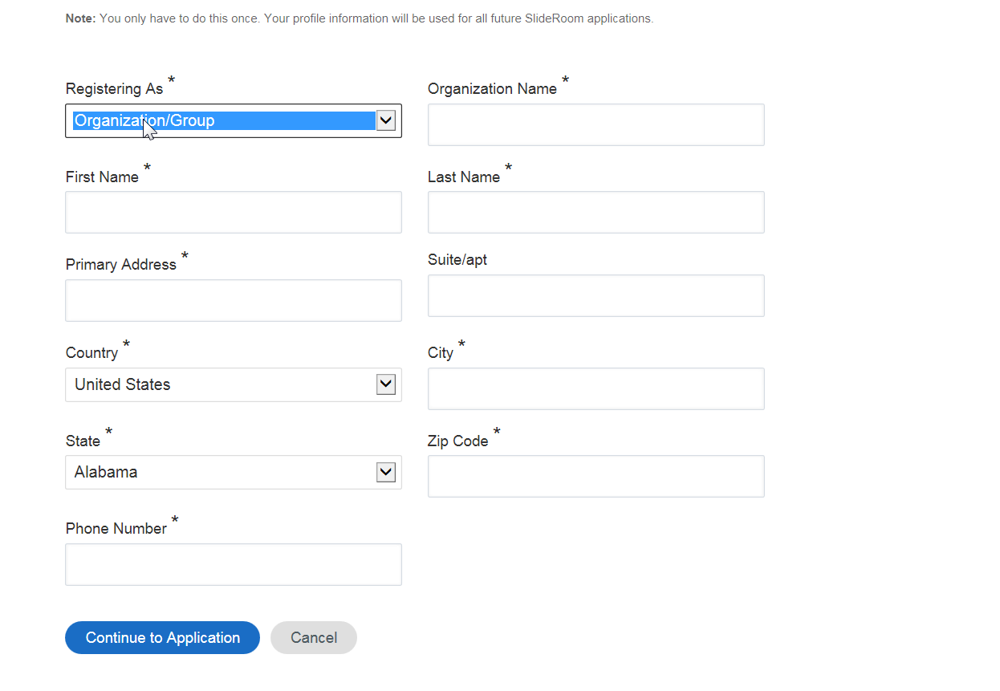 Note: You only have to do this once. Your profile information will be used for all future SlideRoom applications.
Registering As *
Organization Name *
Organization/Group
First Name *
Last Name *
Primary Address *
Suite/apt
Country *
City *
United States
State *
Zip Code *
Alabama
Phone Number *
Continue to Application
Cancel